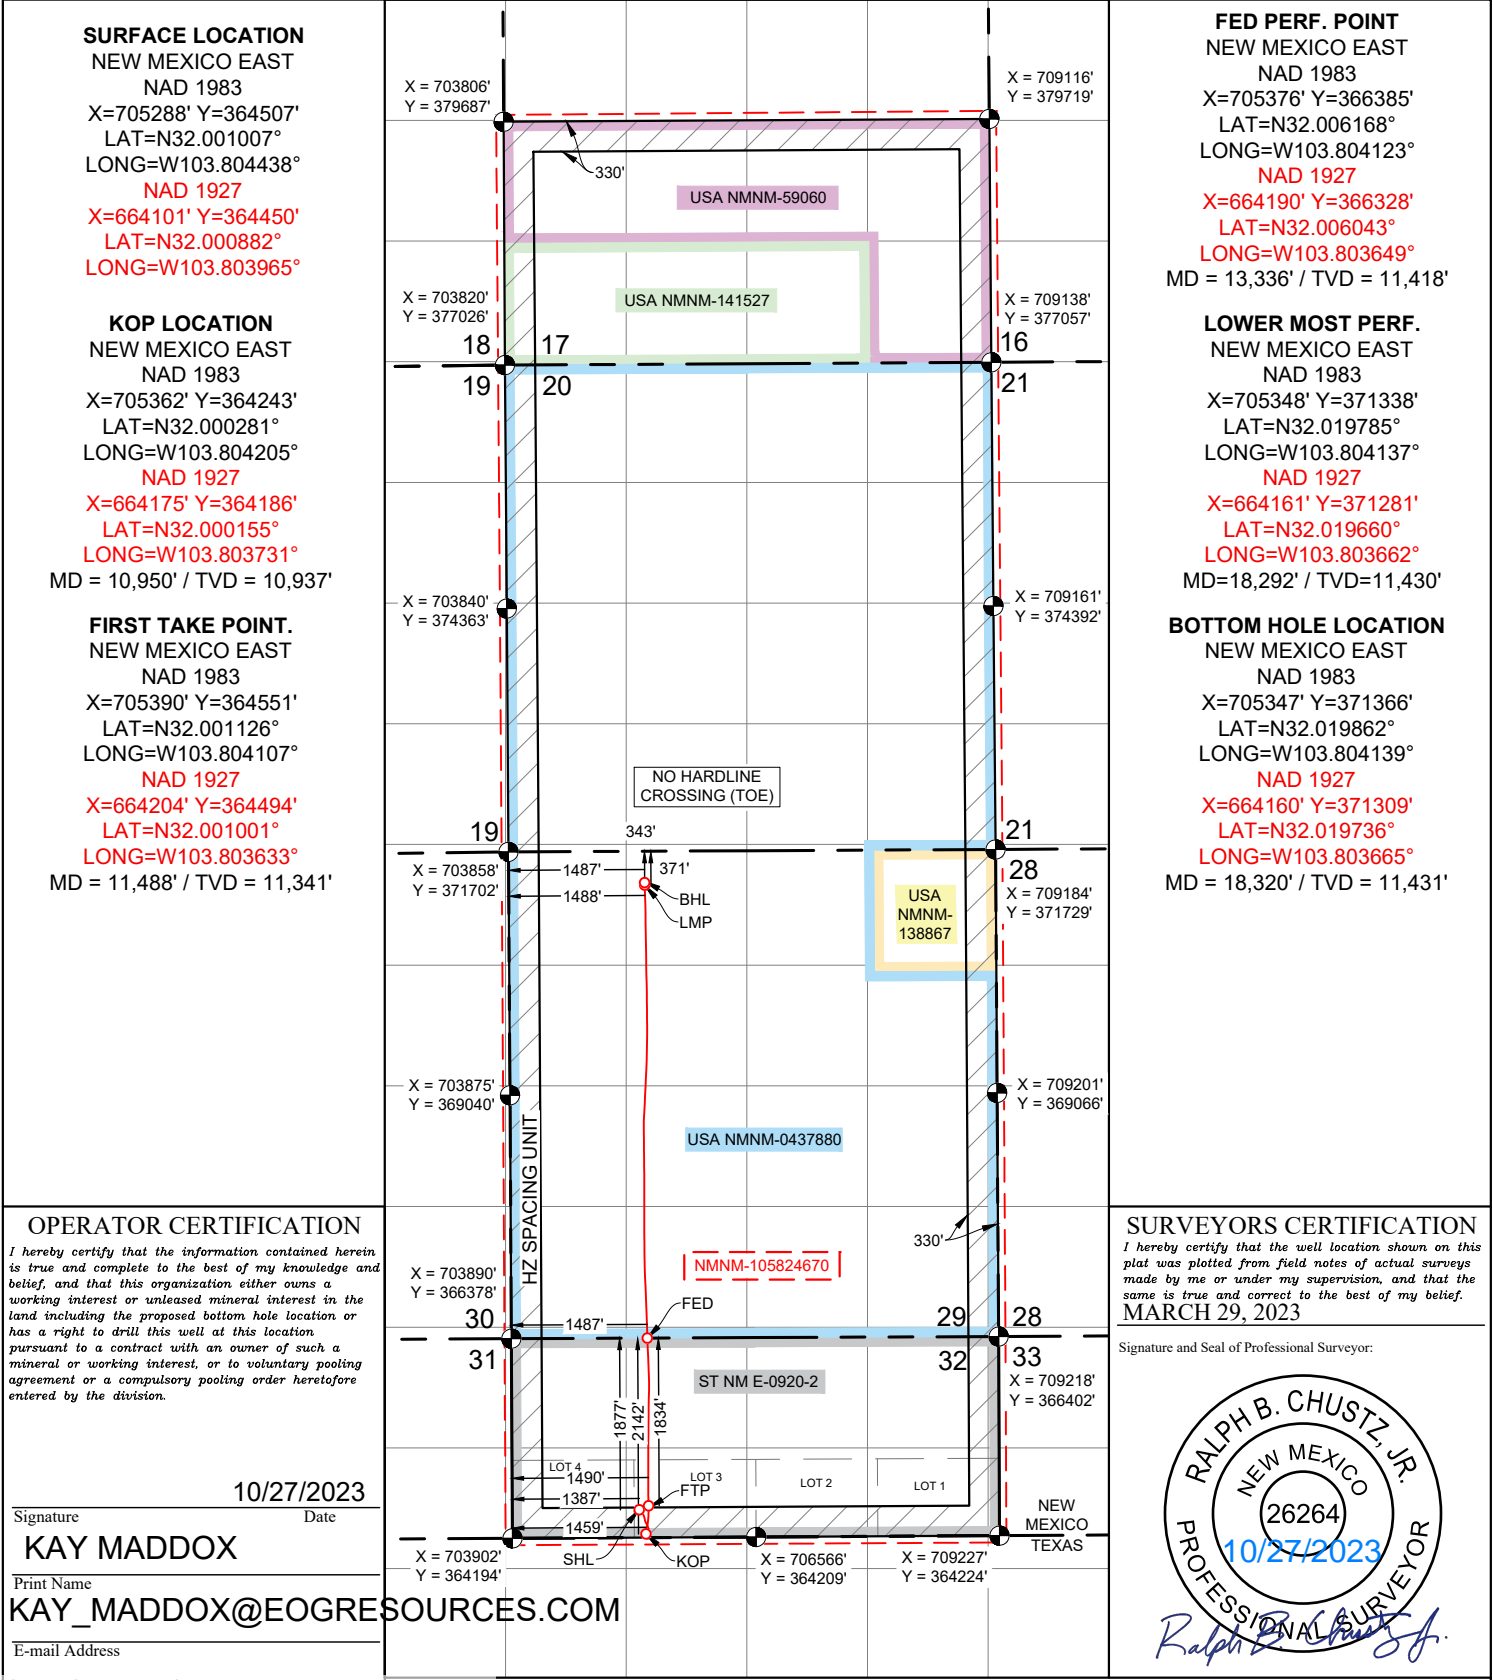 SURFACE LOCATION
NEW MEXICO EAST
NAD 1983
X=705288' Y=364507'
LAT=N32.001007°
LONG=W103.804438°
NAD 1927
X=664101' Y=364450'
LAT=N32.000882°
LONG=W103.803965°
KOP LOCATION
NEW MEXICO EAST
NAD 1983
X=705362' Y=364243'
LAT=N32.000281°
LONG=W103.804205°
NAD 1927
X=664175' Y=364186'
LAT=N32.000155°
LONG=W103.803731°
MD = 10,950' / TVD = 10,937'
FIRST TAKE POINT.
NEW MEXICO EAST
NAD 1983
X=705390' Y=364551'
LAT=N32.001126°
LONG=W103.804107°
NAD 1927
X=664204' Y=364494'
LAT=N32.001001°
LONG=W103.803633°
MD = 11,488' / TVD = 11,341'
OPERATOR CERTIFICATION
I hereby certify that the information contained herein
is true and complete to the best of my knowledge and
belief, and that this organization either owns a
working interest or unleased mineral interest in the
land including the proposed bottom hole location or
has a right to drill this well at this location
pursuant to a contract with an owner of such a
mineral or working interest, or to voluntary pooling
agreement or a compulsory pooling order heretofore
entered by the division.
10/27/2023
Signature Date
KAY MADDOX
Print Name
KAY_MADDOX@EOGRESOURCES.COM
E-mail Address
X = 703806'
Y = 379687'
X = 709116'
Y = 379719'
330'
USA NMNM-59060
X = 703820'
Y = 377026'
USA NMNM-141527
X = 709138'
Y = 377057'
18 17 16
19 20 21
X = 703840'
Y = 374363'
X = 709161'
Y = 374392'
NO HARDLINE
CROSSING (TOE)
19 343' 21
X = 703858'
Y = 371702'
1487' 371' 28
1488' BHL
LMP
USA
NMNM-
138867
X = 709184'
Y = 371729'
X = 703875'
Y = 369040'
X = 709201'
Y = 369066'
HZ SPACING UNIT
USA NMNM-0437880
330'
NMNM-105824670
X = 703890'
Y = 366378'
FED
30 1487' 29 28
31 32 33
ST NM E-0920-2
X = 709218'
Y = 366402'
1877'
2142'
1834'
LOT 4 LOT 3 LOT 2 LOT 1
1490'
FTP
1387'
1459'
NEW
MEXICO
TEXAS
SHL KOP
X = 703902'
Y = 364194'
X = 706566'
Y = 364209'
X = 709227'
Y = 364224'
FED PERF. POINT
NEW MEXICO EAST
NAD 1983
X=705376' Y=366385'
LAT=N32.006168°
LONG=W103.804123°
NAD 1927
X=664190' Y=366328'
LAT=N32.006043°
LONG=W103.803649°
MD = 13,336' / TVD = 11,418'
LOWER MOST PERF.
NEW MEXICO EAST
NAD 1983
X=705348' Y=371338'
LAT=N32.019785°
LONG=W103.804137°
NAD 1927
X=664161' Y=371281'
LAT=N32.019660°
LONG=W103.803662°
MD=18,292' / TVD=11,430'
BOTTOM HOLE LOCATION
NEW MEXICO EAST
NAD 1983
X=705347' Y=371366'
LAT=N32.019862°
LONG=W103.804139°
NAD 1927
X=664160' Y=371309'
LAT=N32.019736°
LONG=W103.803665°
MD = 18,320' / TVD = 11,431'
SURVEYORS CERTIFICATION
I hereby certify that the well location shown on this
plat was plotted from field notes of actual surveys
made by me or under my supervision, and that the
same is true and correct to the best of my belief.
MARCH 29, 2023
Signature and Seal of Professional Surveyor:
RALPH B. CHUSTZ, JR.
NEW MEXICO
26264
10/27/2023
PROFESSIONAL SURVEYOR
Ralph B. Chustz Jr.